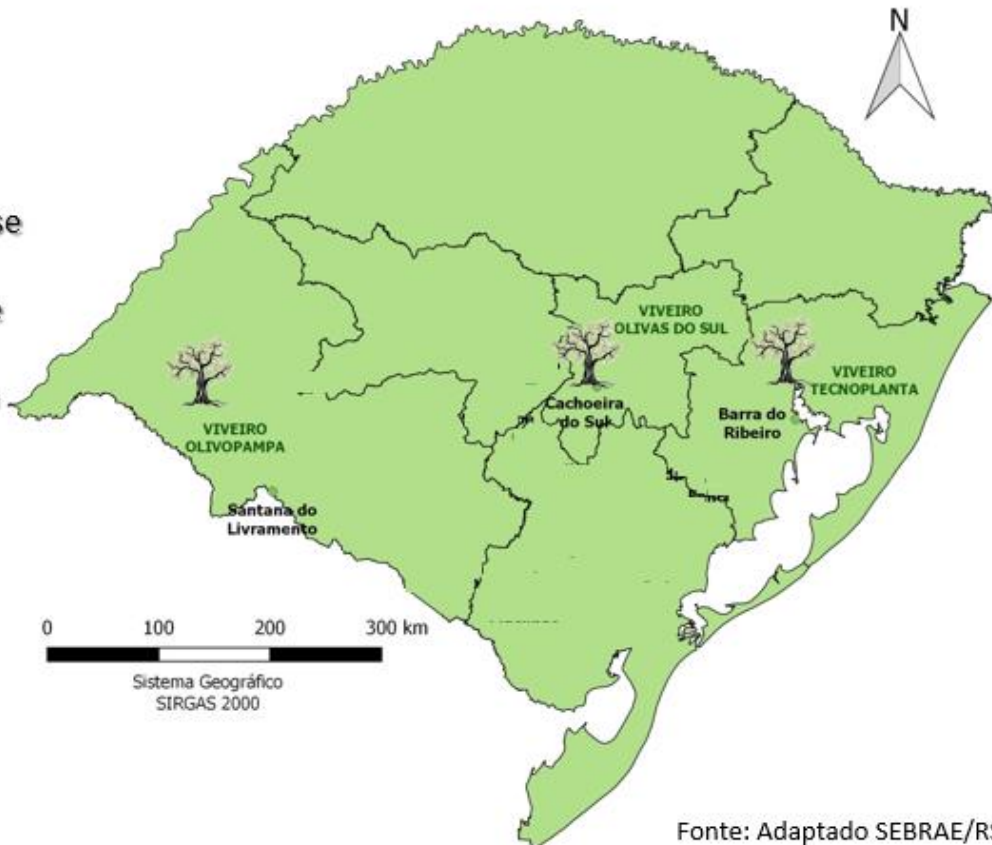 N
se
e
VIVEIRO
OLIVAS DO SUL
VIVEIRO
TECNOPLANTA
Cachoeira
do Sul
Barra do
Ribeiro
VIVEIRO
OLIVOPAMPA
Santana do
Livramento
0 100 200 300 km
Sistema Geográfico
SIRGAS 2000
Fonte: Adaptado SEBRAE/RS